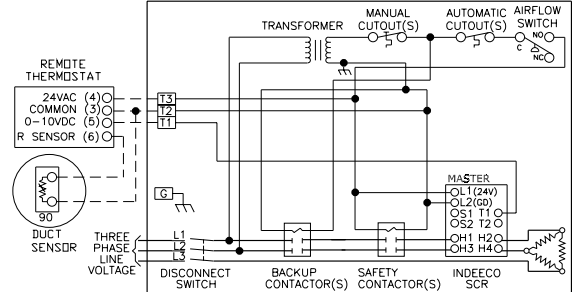 TRANSFORMER
MANUAL
CUTOUT(S)
AUTOMATIC
CUTOUT(S)
AIRFLOW
SWITCH
NO
C
NC
REMOTE
THERMOSTAT
24VAC (4)
COMMON (3)
0-10VDC (5)
R SENSOR (6)
T3
T2
T1
90
DUCT
SENSOR
G
MASTER
L1 (24V)
L2 (GD)
S1 T1
S2 T2
H1 H2
H3 H4
THREE
PHASE
LINE
VOLTAGE
L1
L2
L3
DISCONNECT
SWITCH
BACKUP
CONTACTOR(S)
SAFETY
CONTACTOR(S)
INDEECO
SCR